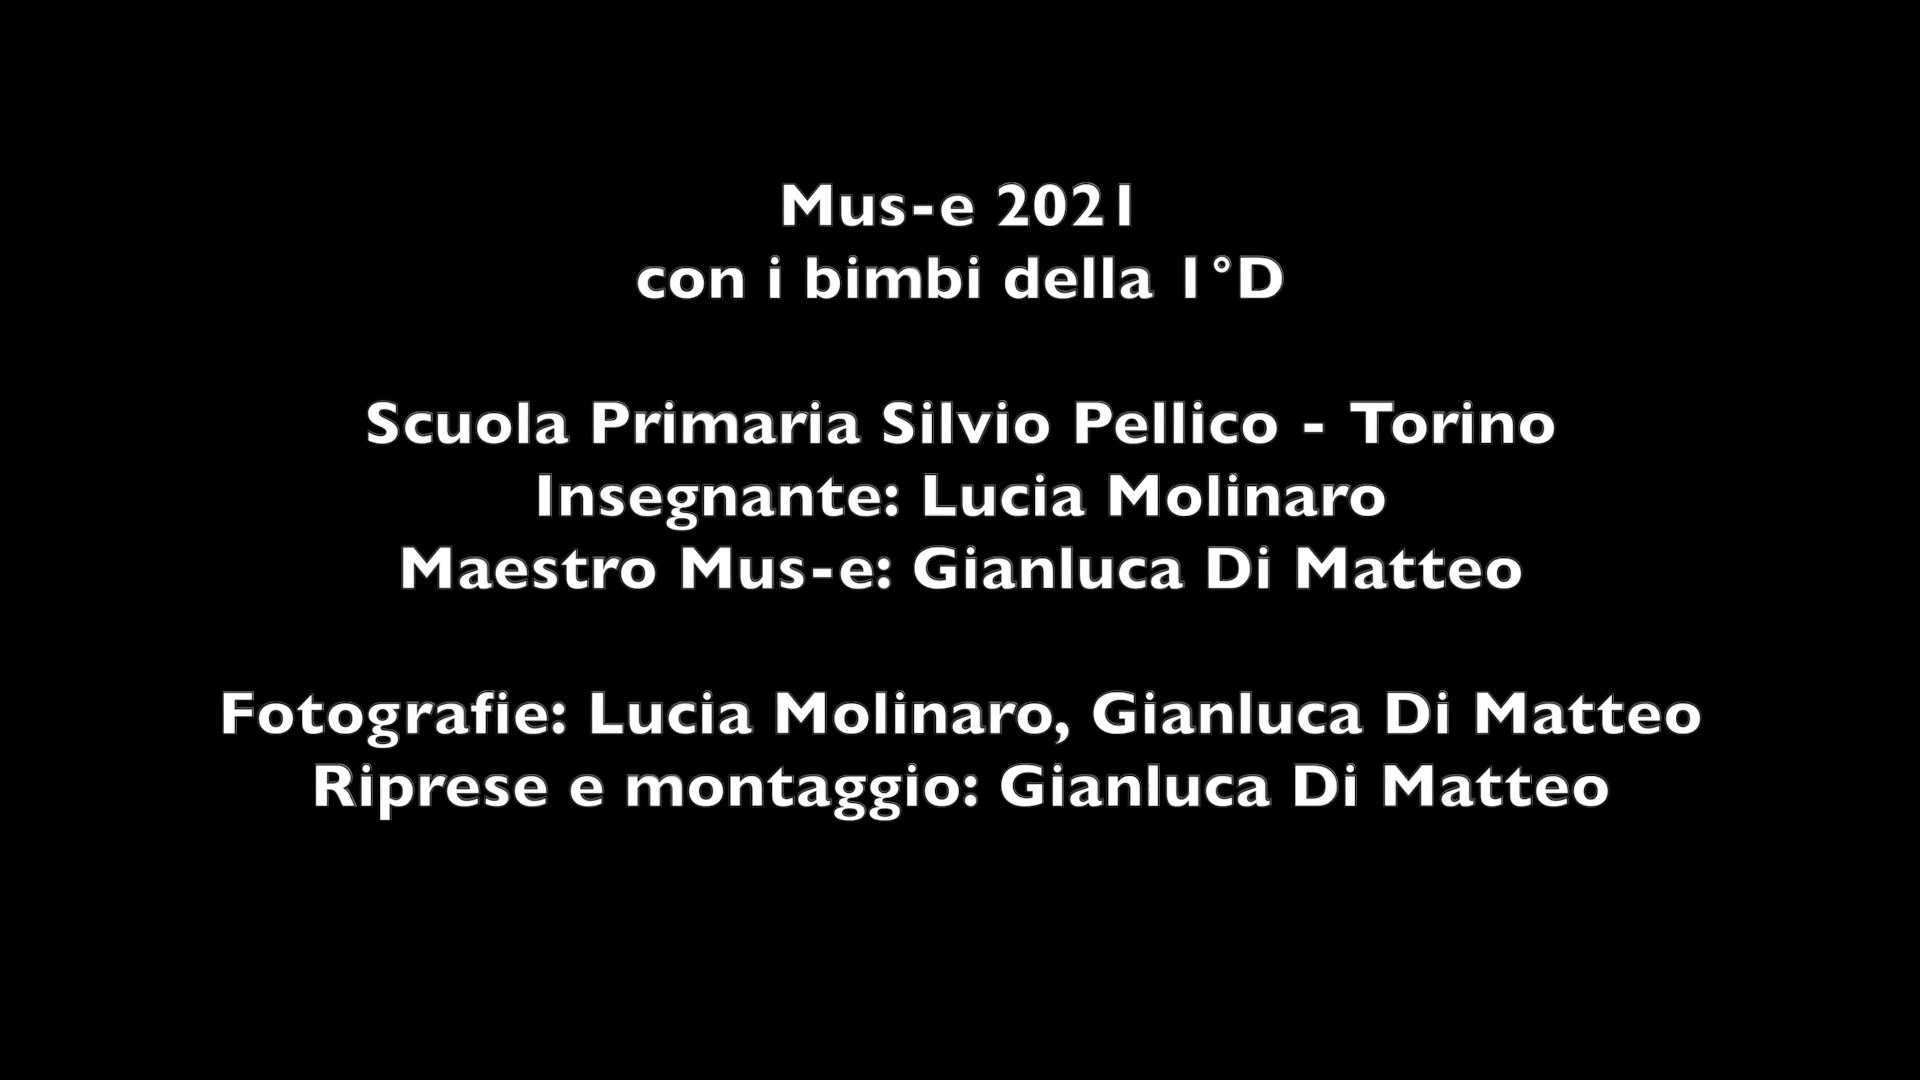 Mus-e 2021
con i bimbi della 1°D
Scuola Primaria Silvio Pellico - Torino
Insegnante: Lucia Molinaro
Maestro Mus-e: Gianluca Di Matteo
Fotografie: Lucia Molinaro, Gianluca Di Matteo
Riprese e montaggio: Gianluca Di Matteo